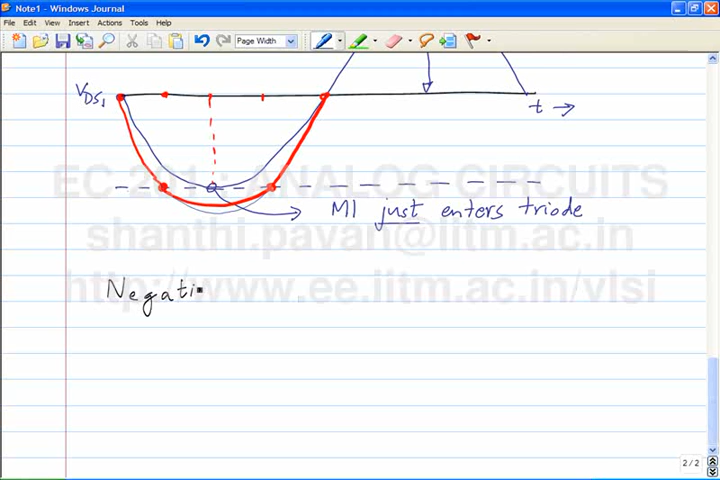 Note1 - Windows Journal
File Edit View Insert Actions Tools Help
Page Width
VDS1
t →
EC 201 : ANALOG CIRCUITS
M1 just enters triode
shanthi.pavan@iitm.ac.in
http://www.ee.iitm.ac.in/vlsi
Negati
2 / 2